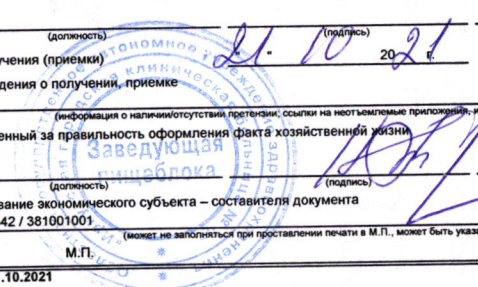 (должность) (подпись)
учения (приемки) " 21 " 10 20 21 г.
дения о получении, приемке
(информация о наличии/отсутствии претензии; ссылки на неотъемлемые приложения, и
енный за правильность оформления факта хозяйственной жизни
Заведующая
пищеблока
(должность) (подпись)
вание экономического субъекта – составителя документа
42 / 381001001
(может не заполняться при проставлении печати в М.П., может быть указа
М.П.
.10.2021